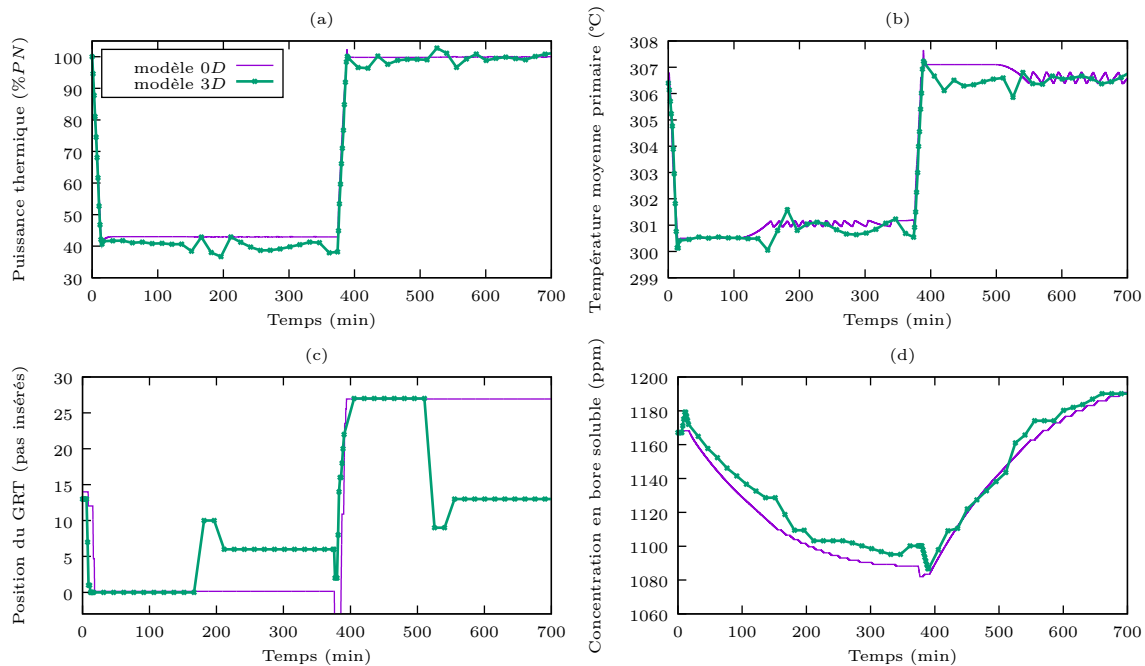 (a)
Puissance thermique (%PN)
110
100
90
80
70
60
50
40
30
modèle 0D
modèle 3D
0 100 200 300 400 500 600 700
Temps (min)
(b)
Température moyenne primaire (°C)
308
307
306
305
304
303
302
301
300
299
0 100 200 300 400 500 600 700
Temps (min)
(c)
Position du GRT (pas insérés)
30
25
20
15
10
5
0
0 100 200 300 400 500 600 700
Temps (min)
(d)
Concentration en bore soluble (ppm)
1200
1180
1160
1140
1120
1100
1080
1060
0 100 200 300 400 500 600 700
Temps (min)